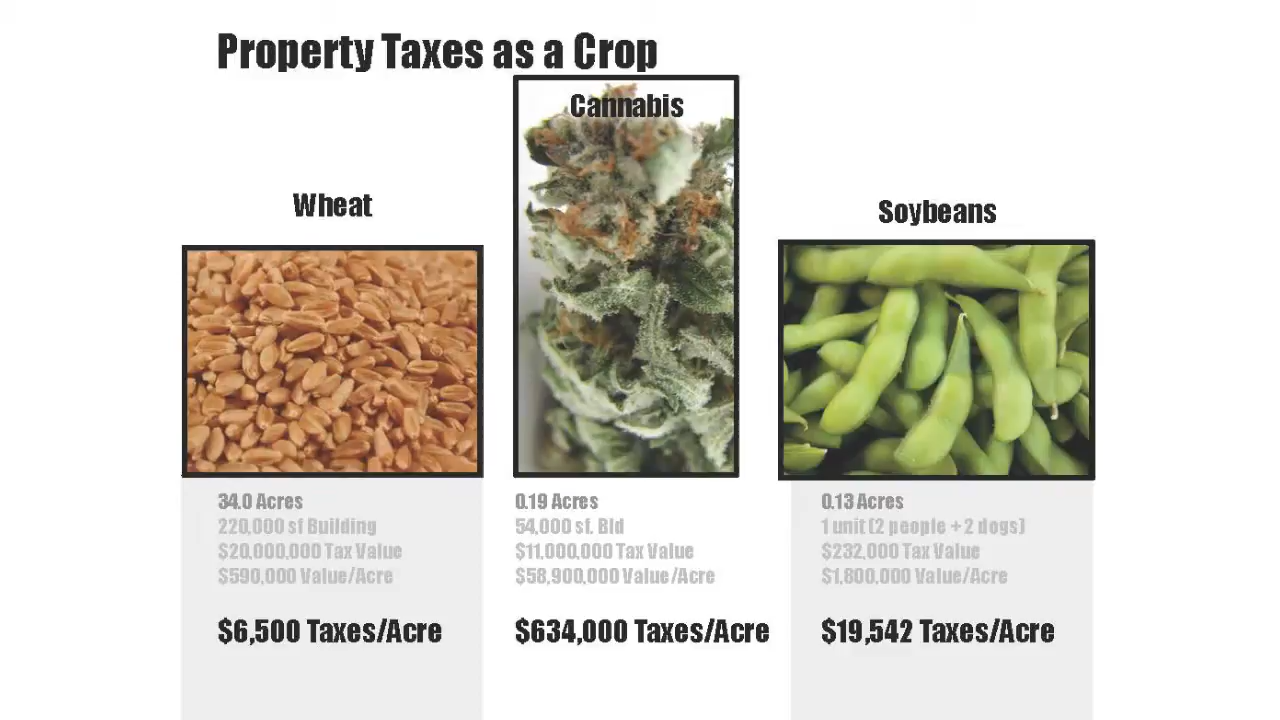 Property Taxes as a Crop
Cannabis
Wheat
Soybeans
34.0 Acres
220,000 sf Building
$20,000,000 Tax Value
$590,000 Value/Acre
$6,500 Taxes/Acre
0.19 Acres
54,000 sf. Bld
$11,000,000 Tax Value
$58,900,000 Value/Acre
$634,000 Taxes/Acre
0.13 Acres
1 unit (2 people + 2 dogs)
$232,000 Tax Value
$1,800,000 Value/Acre
$19,542 Taxes/Acre